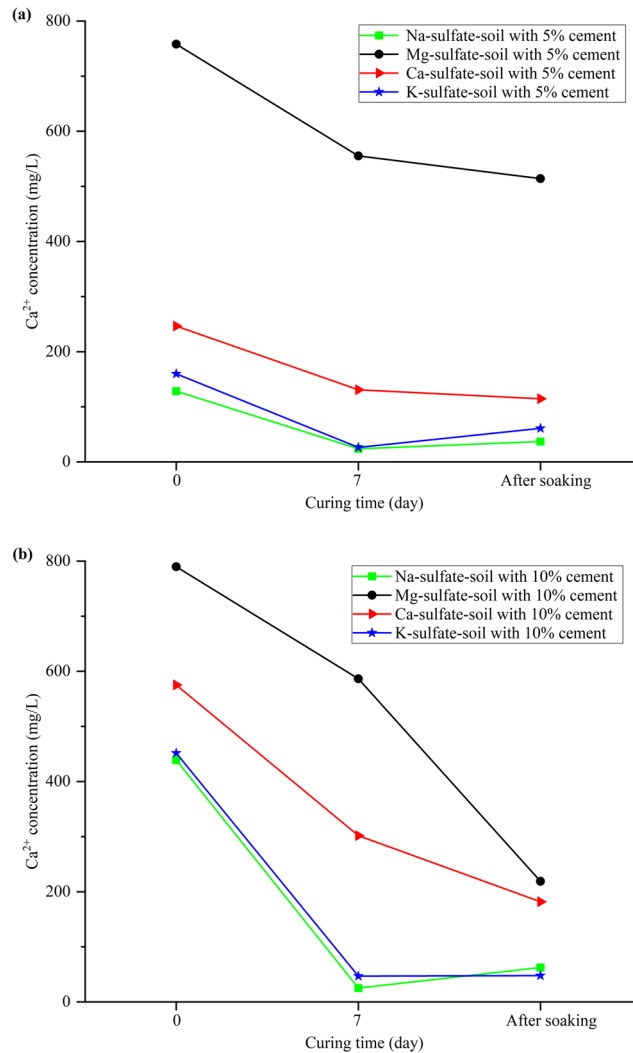 (a)
800
600
400
200
0
Ca²⁺ concentration (mg/L)
Na-sulfate-soil with 5% cement
Mg-sulfate-soil with 5% cement
Ca-sulfate-soil with 5% cement
K-sulfate-soil with 5% cement
0 7 After soaking
Curing time (day)
(b)
800
600
400
200
0
Ca²⁺ concentration (mg/L)
Na-sulfate-soil with 10% cement
Mg-sulfate-soil with 10% cement
Ca-sulfate-soil with 10% cement
K-sulfate-soil with 10% cement
0 7 After soaking
Curing time (day)